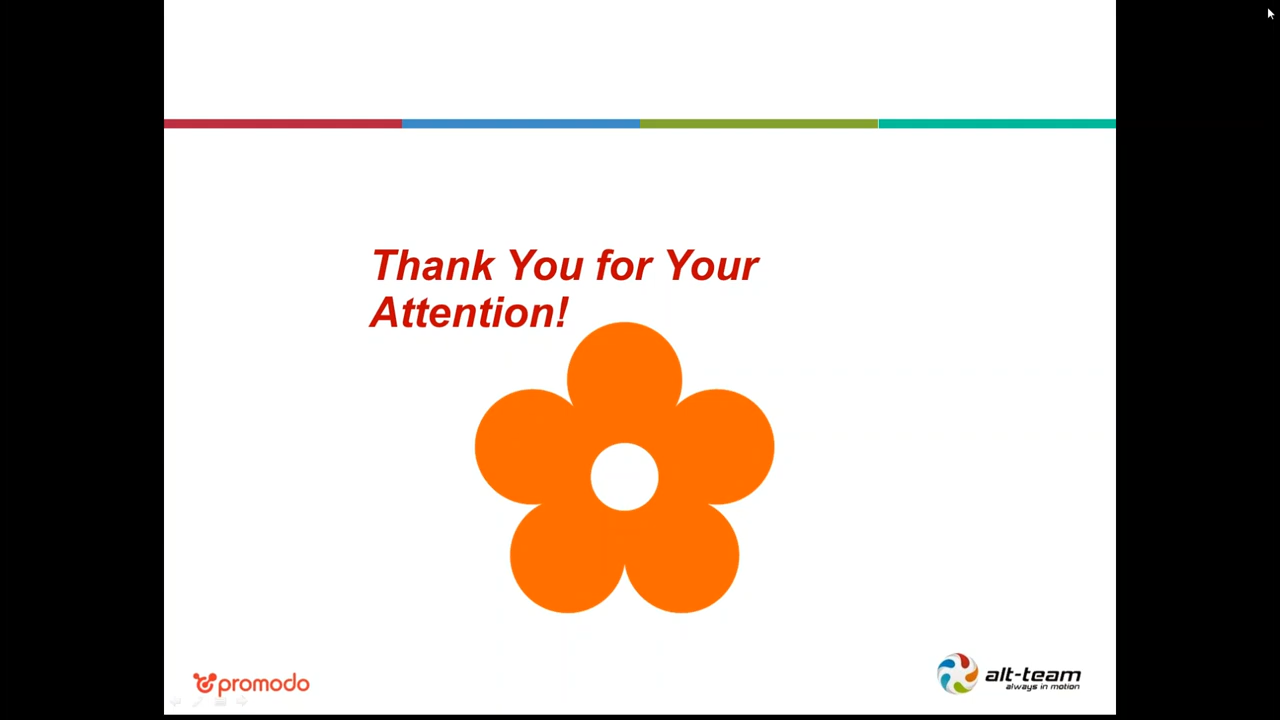 Thank You for Your
Attention!
promodo
alt-team
always in motion